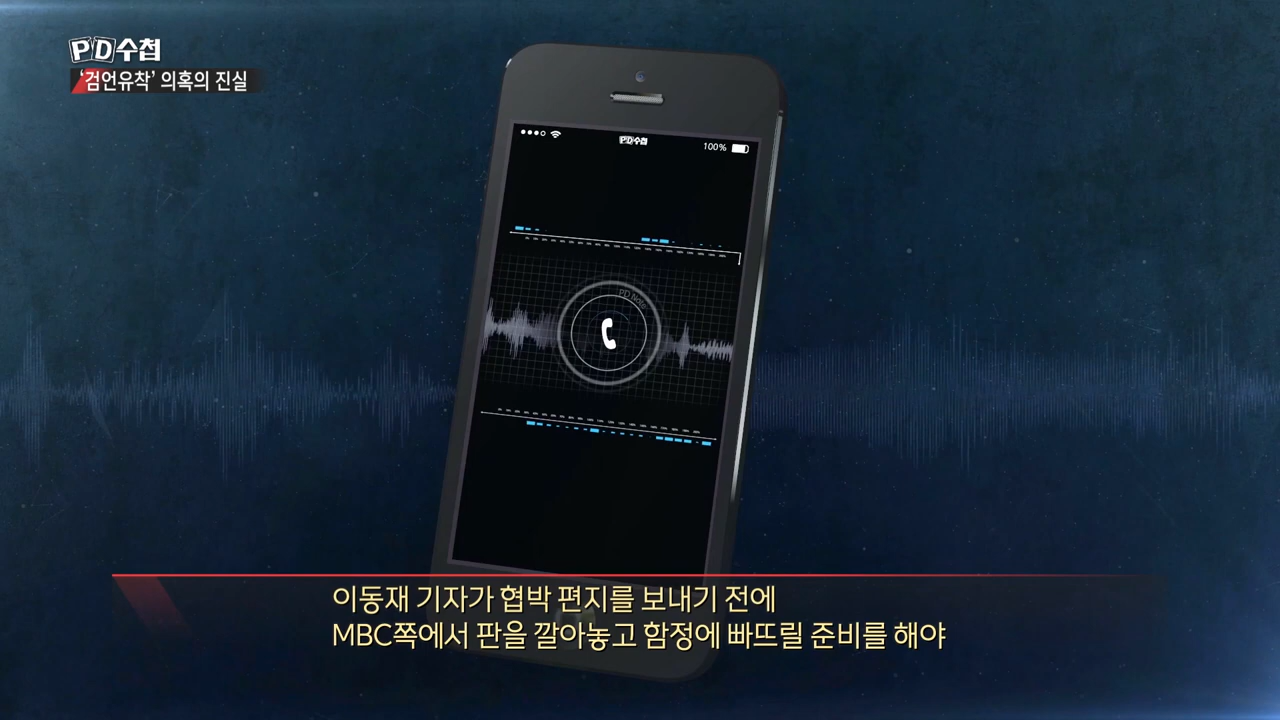 PD수첩
'검언유착' 의혹의 진실
PD수첩
100%
PD Note
이동재 기자가 협박 편지를 보내기 전에
MBC쪽에서 판을 깔아놓고 함정에 빠뜨릴 준비를 해야